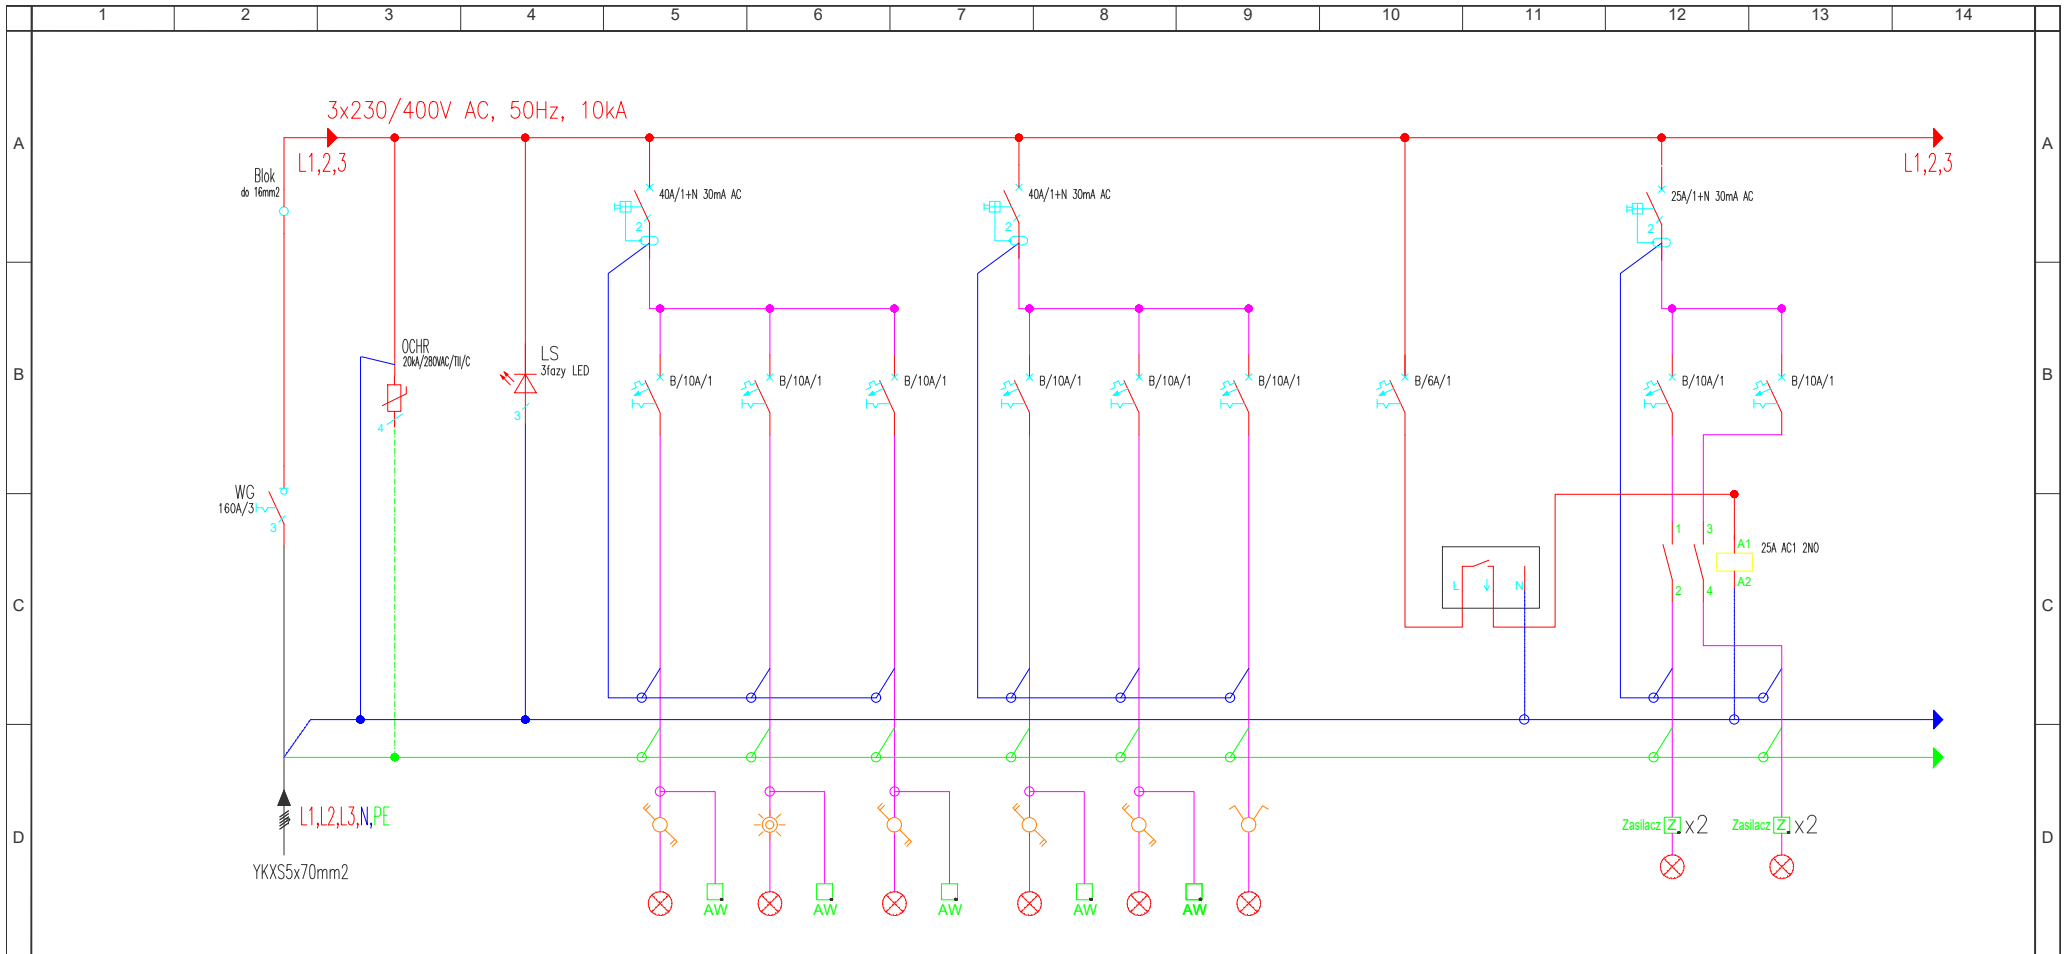 1 2 3 4 5 6 7 8 9 10 11 12 13 14
3x230/400V AC, 50Hz, 10kA
A A
L1,2,3 L1,2,3
Blok
do 16mm2
40A/1+N 30mA AC 40A/1+N 30mA AC 25A/1+N 30mA AC
2 2 2
OCHR
20kA/280VAC/TII/C
LS
3fazy LED
B B
B/10A/1 B/10A/1 B/10A/1 B/10A/1 B/10A/1 B/10A/1 B/6A/1 B/10A/1 B/10A/1
3
4
WG
160A/3
3
1 3
A1 25A AC1 2NO
L N
A2
2 4
C C
L1,L2,L3,N,PE
Zasilacz Z x2 Zasilacz Z x2
D D
YKXS5x70mm2
AW AW AW AW AW